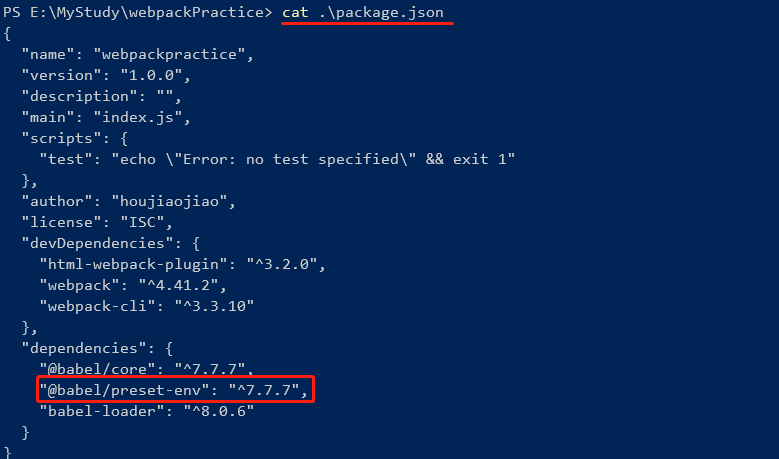 PS E:\MyStudy\webpackPractice> cat .\package.json
{
  "name": "webpackpractice",
  "version": "1.0.0",
  "description": "",
  "main": "index.js",
  "scripts": {
    "test": "echo \"Error: no test specified\" && exit 1"
  },
  "author": "houjiaojiao",
  "license": "ISC",
  "devDependencies": {
    "html-webpack-plugin": "^3.2.0",
    "webpack": "^4.41.2",
    "webpack-cli": "^3.3.10"
  },
  "dependencies": {
    "@babel/core": "^7.7.7",
    "@babel/preset-env": "^7.7.7",
    "babel-loader": "^8.0.6"
  }
}